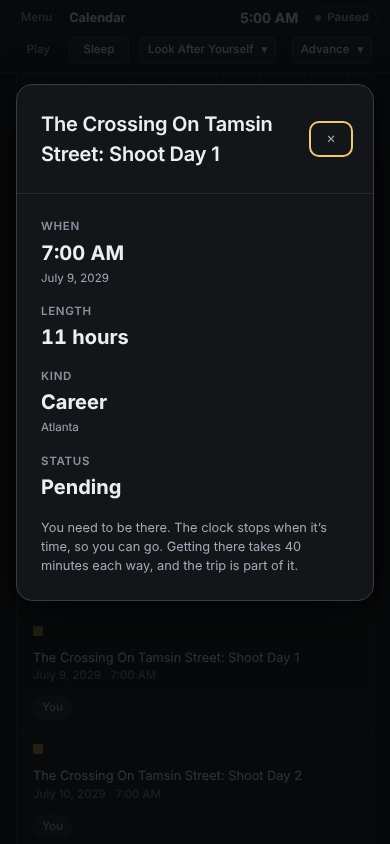 Menu Calendar 5:00 AM Paused
Play Sleep Look After Yourself ▾ Advance ▾
The Crossing On Tamsin
Street: Shoot Day 1
×
WHEN
7:00 AM
July 9, 2029
LENGTH
11 hours
KIND
Career
Atlanta
STATUS
Pending
You need to be there. The clock stops when it's
time, so you can go. Getting there takes 40
minutes each way, and the trip is part of it.
The Crossing On Tamsin Street: Shoot Day 1
July 9, 2029 · 7:00 AM
You
The Crossing On Tamsin Street: Shoot Day 2
July 10, 2029 · 7:00 AM
You